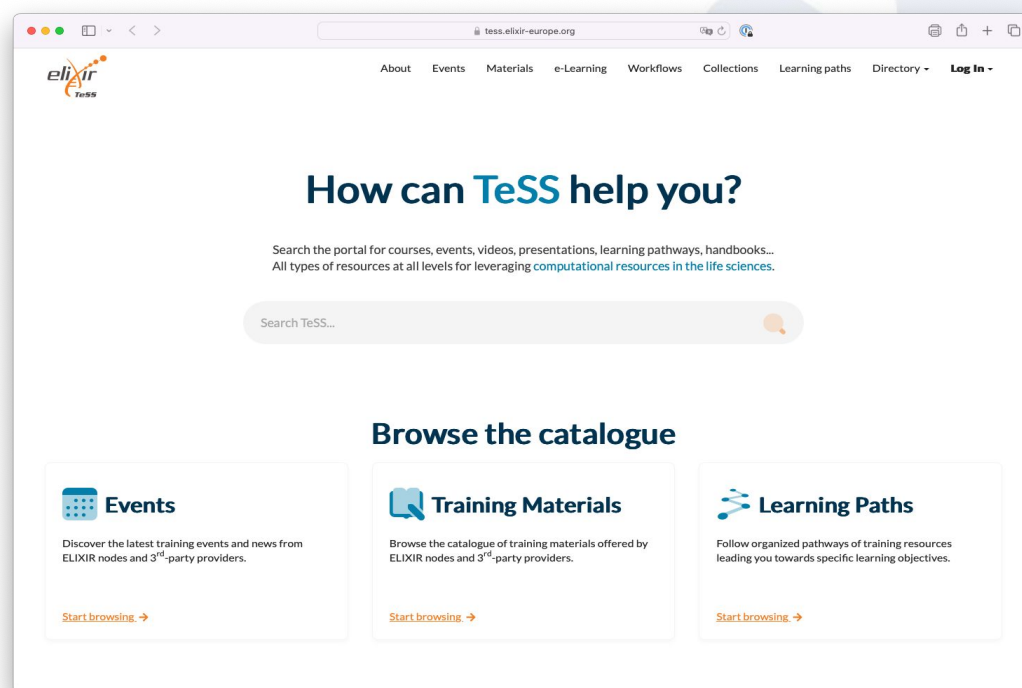 tess.elixir-europe.org
elixir
TeSS
About Events Materials e-Learning Workflows Collections Learning paths Directory Log In
How can TeSS help you?
Search the portal for courses, events, videos, presentations, learning pathways, handbooks...
All types of resources at all levels for leveraging computational resources in the life sciences.
Search TeSS...
Browse the catalogue
Events
Discover the latest training events and news from
ELIXIR nodes and 3rd-party providers.
Start browsing →
Training Materials
Browse the catalogue of training materials offered by
ELIXIR nodes and 3rd-party providers.
Start browsing →
Learning Paths
Follow organized pathways of training resources
leading you towards specific learning objectives.
Start browsing →